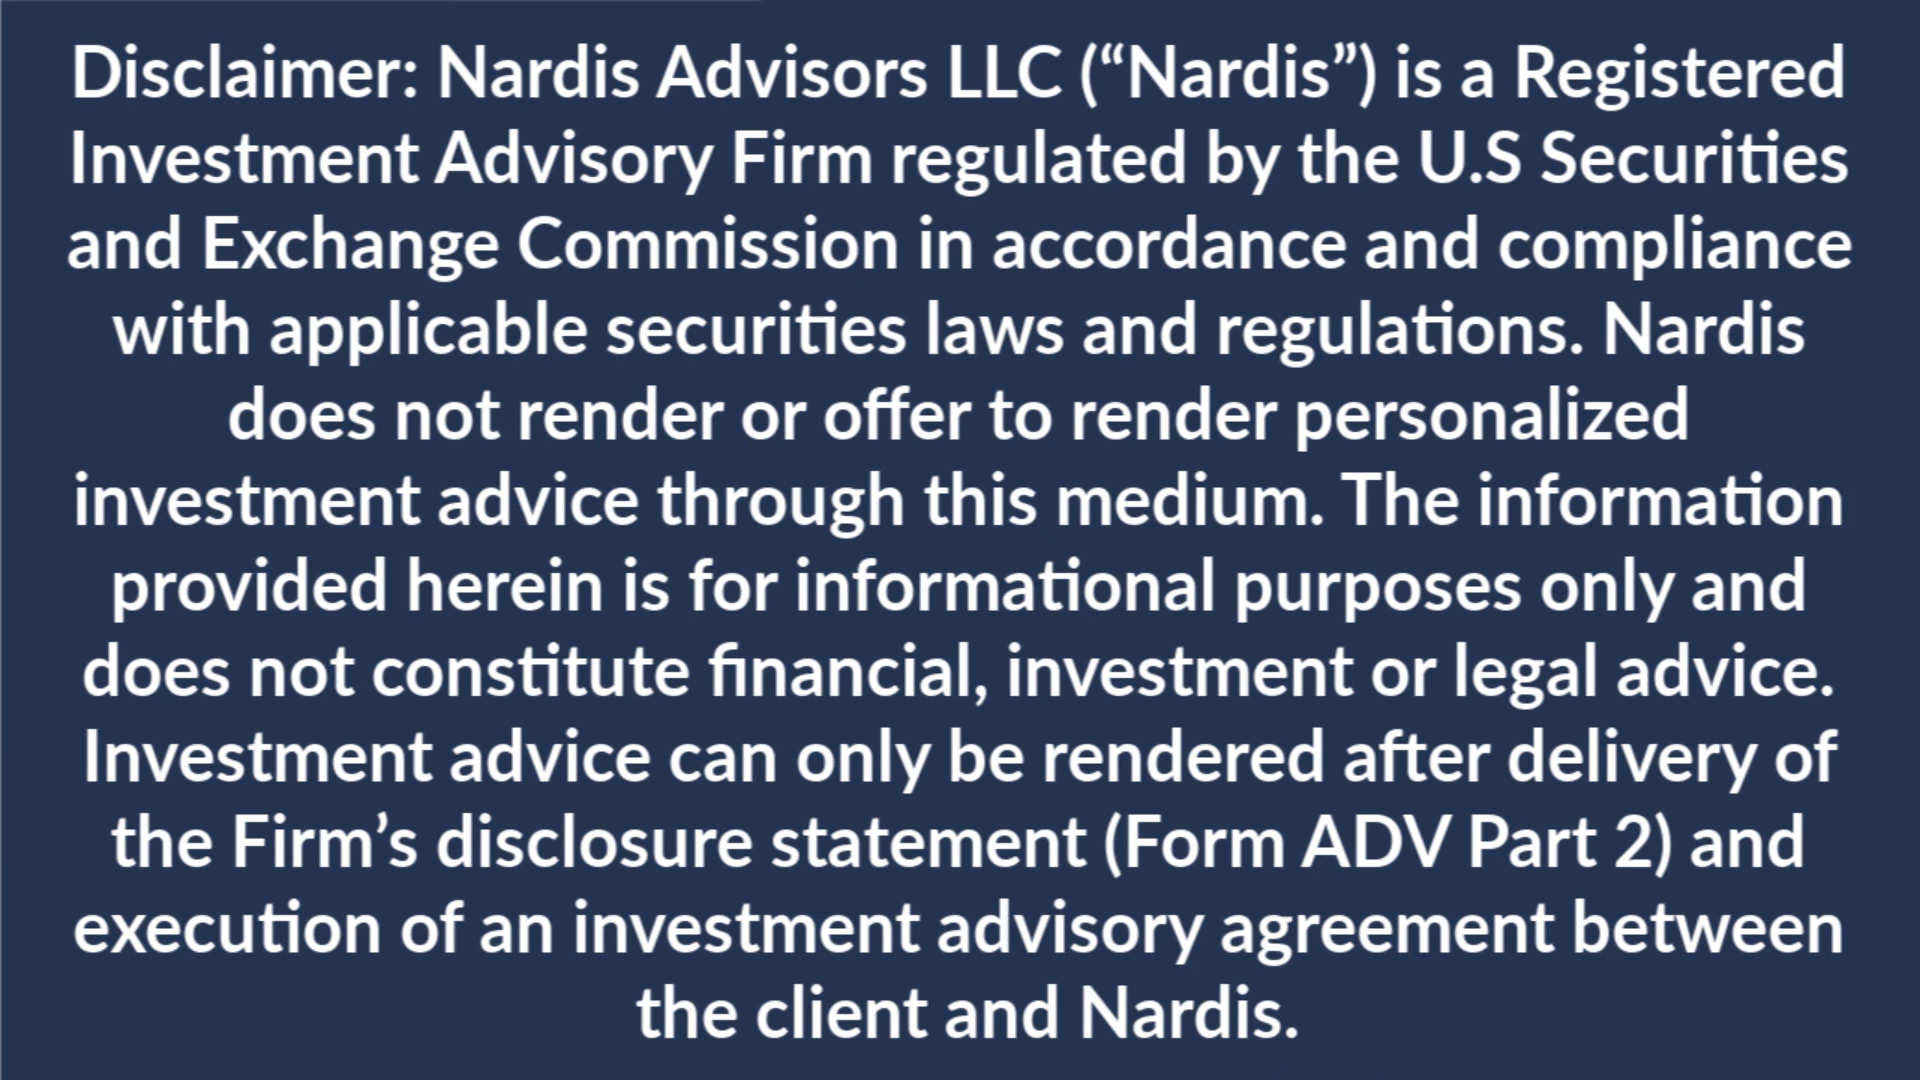 Disclaimer: Nardis Advisors LLC (“Nardis”) is a Registered
Investment Advisory Firm regulated by the U.S Securities
and Exchange Commission in accordance and compliance
with applicable securities laws and regulations. Nardis
does not render or offer to render personalized
investment advice through this medium. The information
provided herein is for informational purposes only and
does not constitute financial, investment or legal advice.
Investment advice can only be rendered after delivery of
the Firm’s disclosure statement (Form ADV Part 2) and
execution of an investment advisory agreement between
the client and Nardis.